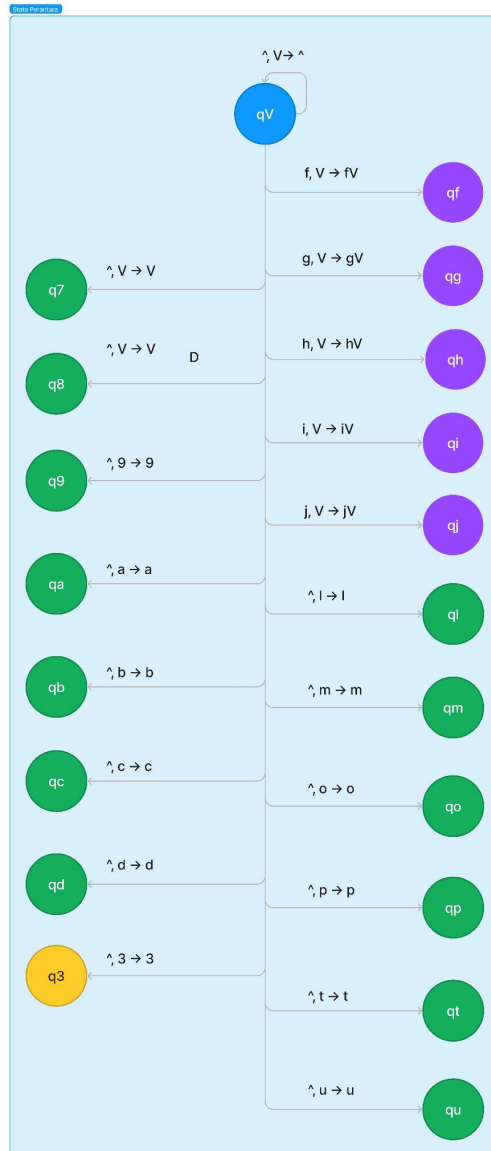 State Perantara
^, V→ ^
qV
f, V → fV
qf
g, V → gV
qg
^, V → V
q7
h, V → hV
qh
^, V → V
D
q8
i, V → iV
qi
^, 9 → 9
q9
j, V → jV
qj
^, a → a
qa
^, l → l
ql
^, b → b
qb
^, m → m
qm
^, c → c
qc
^, o → o
qo
^, d → d
qd
^, p → p
qp
^, 3 → 3
q3
^, t → t
qt
^, u → u
qu